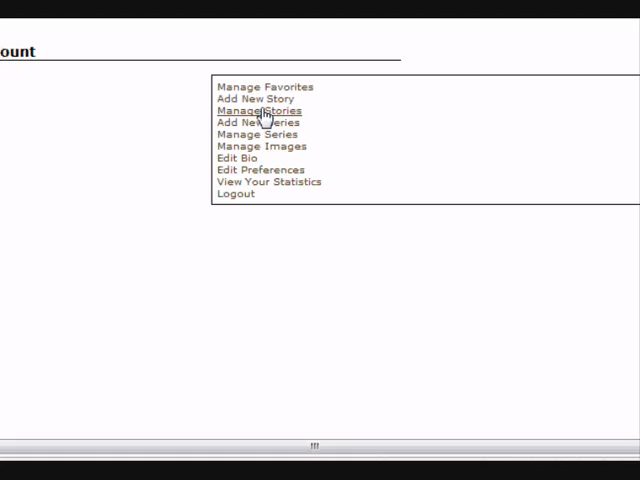 ount
Manage Favorites
Add New Story
Manage Stories
Add New Series
Manage Series
Manage Images
Edit Bio
Edit Preferences
View Your Statistics
Logout